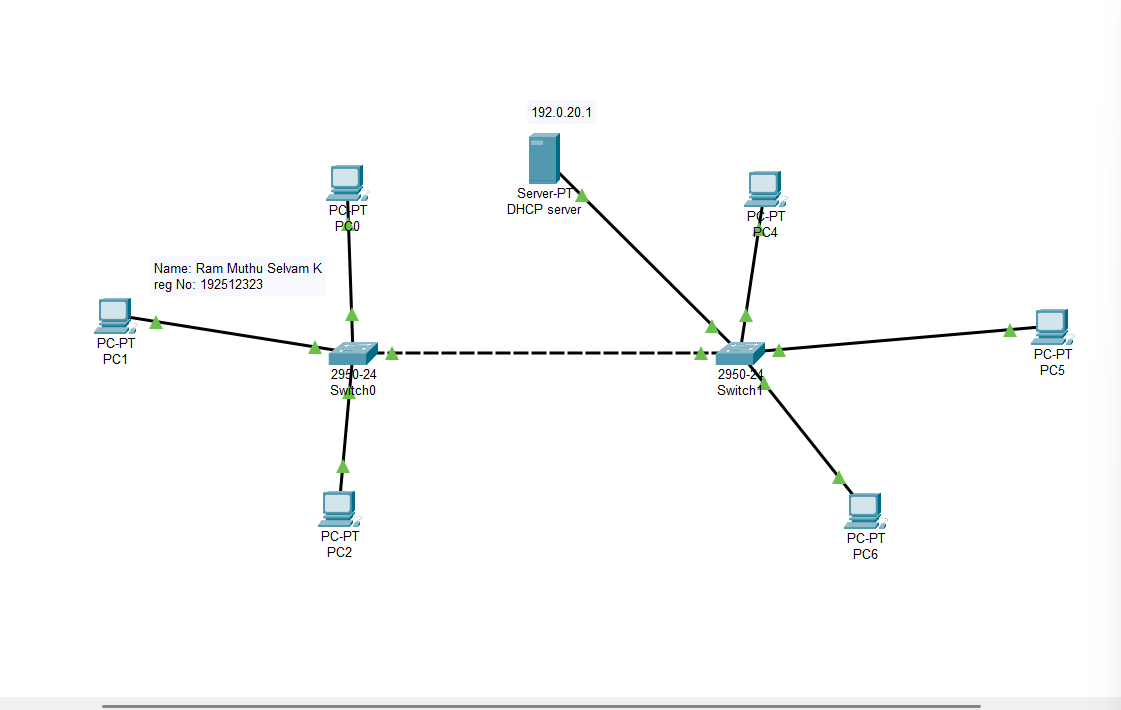 192.0.20.1
Server-PT
DHCP server
PC-PT
PC0
PC-PT
PC4
Name: Ram Muthu Selvam K
reg No: 192512323
PC-PT
PC1
2950-24
Switch0
2950-24
Switch1
PC-PT
PC5
PC-PT
PC2
PC-PT
PC6